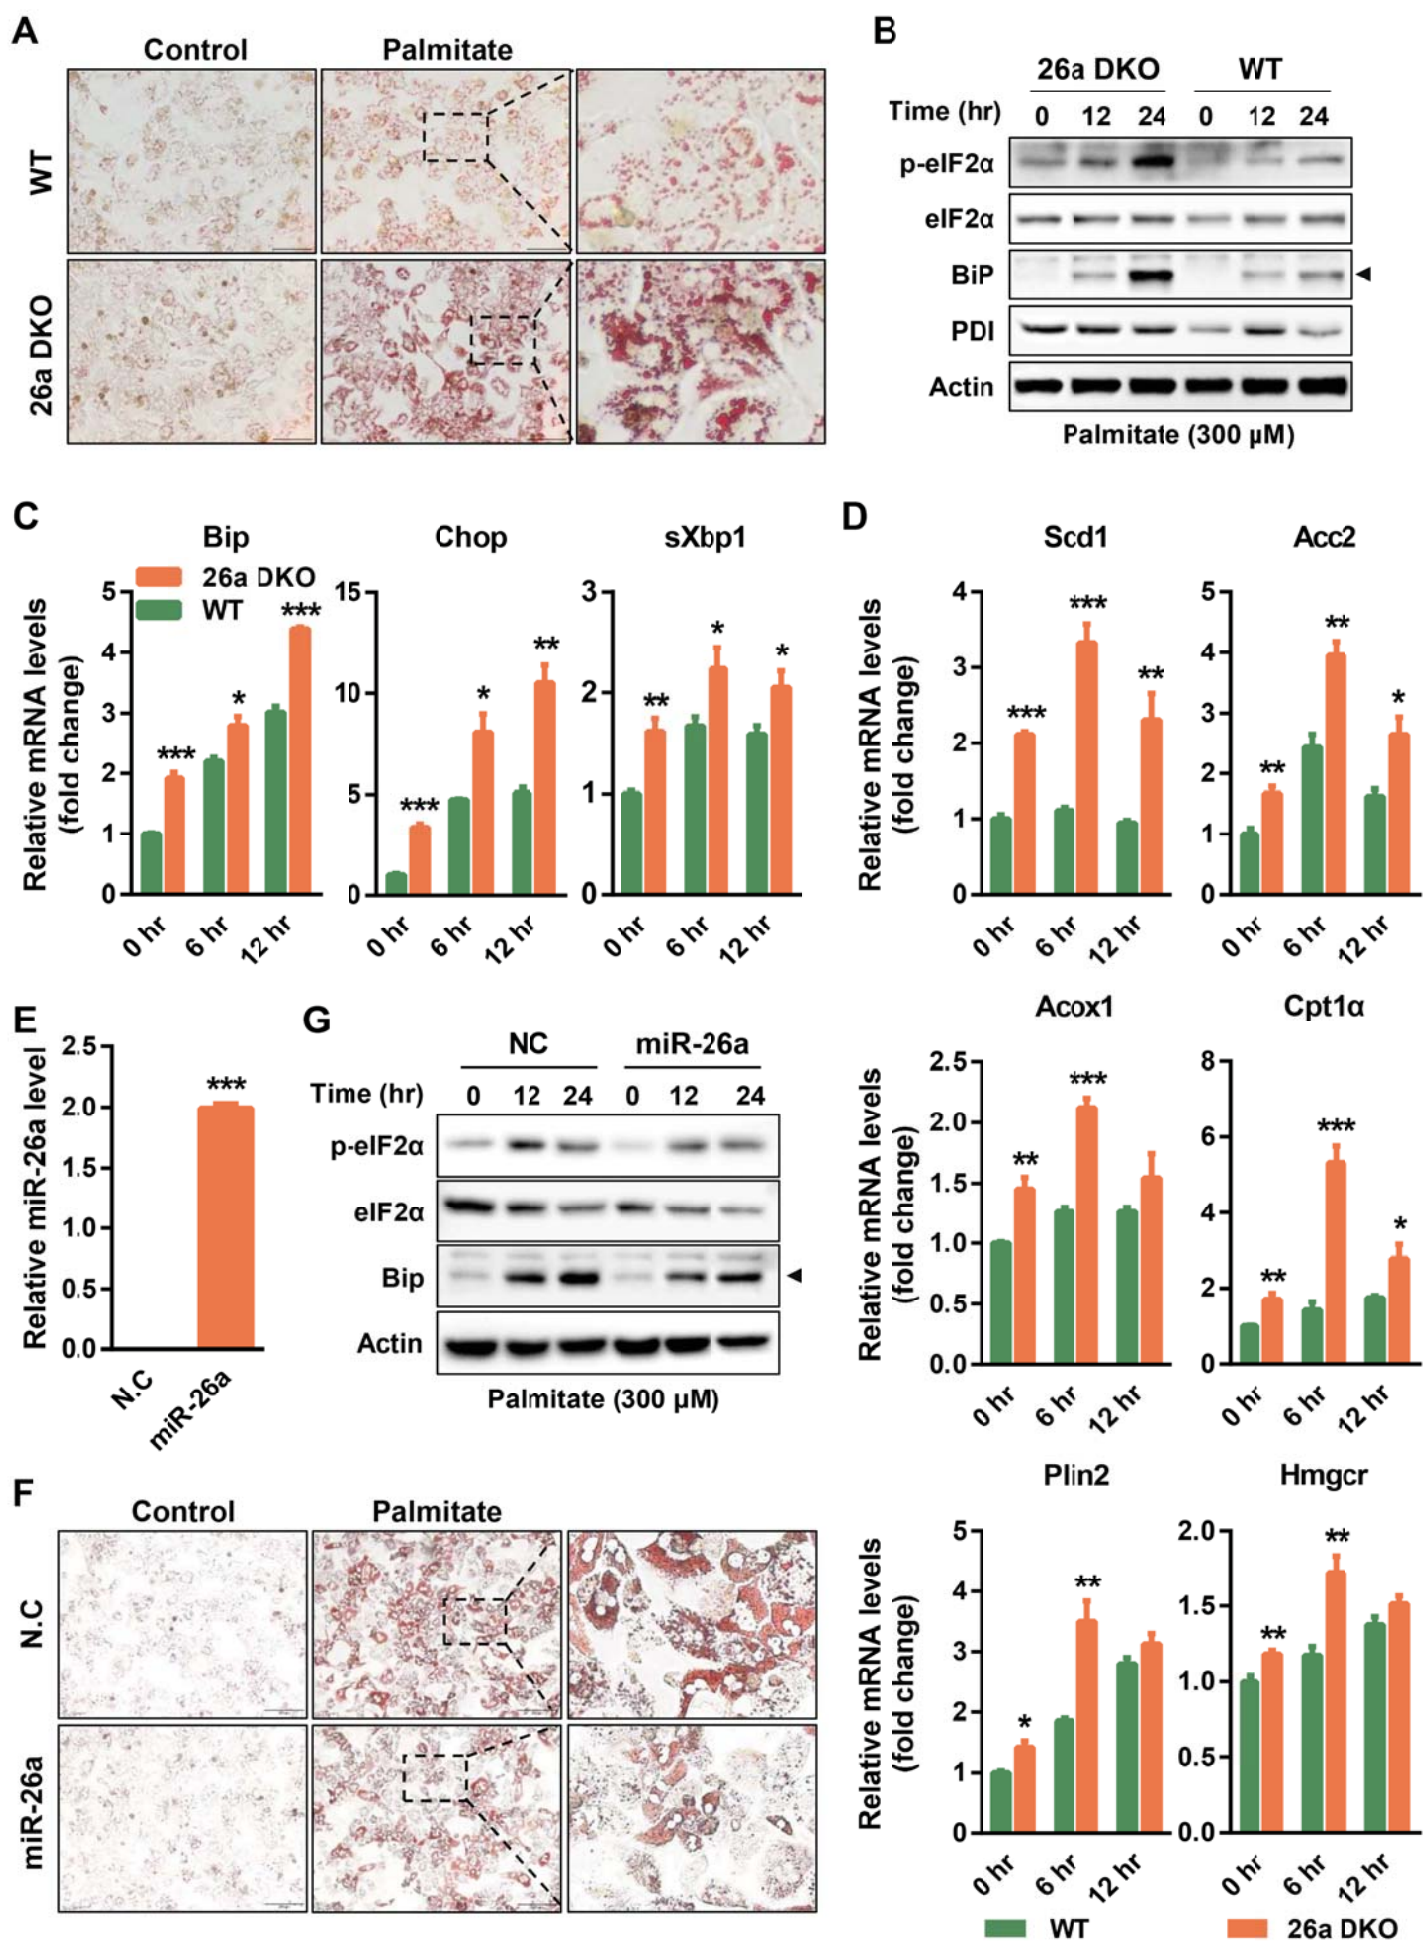 A
Control Palmitate
WT
26a DKO
B
26a DKO WT
Time (hr) 0 12 24 0 12 24
p-eIF2α
eIF2α
BiP
PDI
Actin
Palmitate (300 µM)
C
Bip Chop sXbp1
26a DKO
WT
Relative mRNA levels
(fold change)
5
4
3
2
1
0
*** * ***
0 hr 6 hr 12 hr
15
10
5
0
*** * **
0 hr 6 hr 12 hr
3
2
1
0
** * *
0 hr 6 hr 12 hr
D
Scd1 Acc2
Relative mRNA levels
(fold change)
4
3
2
1
0
*** *** **
0 hr 6 hr 12 hr
5
4
3
2
1
0
** ** *
0 hr 6 hr 12 hr
Acox1 Cpt1α
Relative mRNA levels
(fold change)
2.5
2.0
1.5
1.0
0.5
0.0
** ***
0 hr 6 hr 12 hr
8
6
4
2
0
** *** *
0 hr 6 hr 12 hr
Plin2 Hmgcr
Relative mRNA levels
(fold change)
5
4
3
2
1
0
* **
0 hr 6 hr 12 hr
2.0
1.5
1.0
0.5
0.0
** **
0 hr 6 hr 12 hr
WT 26a DKO
E
Relative miR-26a level
2.5
2.0
1.5
1.0
0.5
0.0
***
N.C miR-26a
G
NC miR-26a
Time (hr) 0 12 24 0 12 24
p-eIF2α
eIF2α
Bip
Actin
Palmitate (300 µM)
F
Control Palmitate
N.C
miR-26a